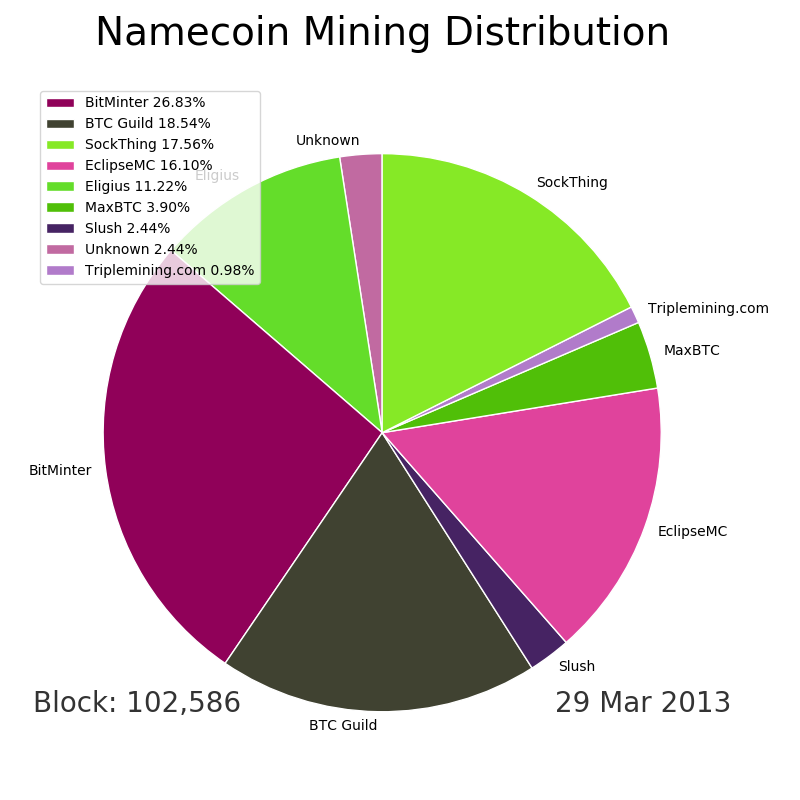 Namecoin Mining Distribution
BitMinter 26.83%
BTC Guild 18.54%
SockThing 17.56%
EclipseMC 16.10%
Eligius 11.22%
MaxBTC 3.90%
Slush 2.44%
Unknown 2.44%
Triplemining.com 0.98%
Unknown
Eligius
SockThing
Triplemining.com
MaxBTC
BitMinter
EclipseMC
Slush
BTC Guild
Block: 102,586
29 Mar 2013